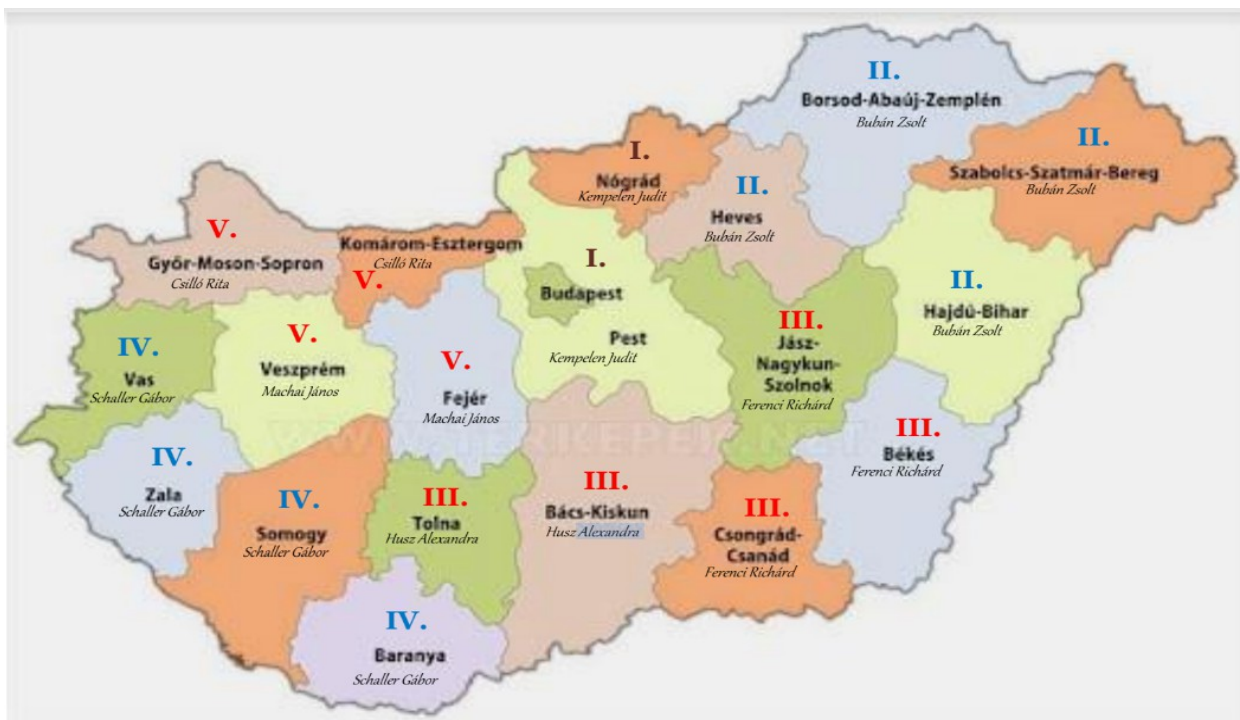 II.
Borsod-Abaúj-Zemplén
Bubán Zsolt
II.
Szabolcs-Szatmár-Bereg
Bubán Zsolt
I.
Nógrád
Kempelen Judit
II.
Heves
Bubán Zsolt
V.
Győr-Moson-Sopron
Csilló Rita
Komárom-Esztergom
Csilló Rita
V.
I.
Budapest
Pest
Kempelen Judit
II.
Hajdú-Bihar
Bubán Zsolt
III.
Jász-
Nagykun-
Szolnok
Ferenci Richárd
IV.
Vas
Schaller Gábor
V.
Veszprém
Machai János
V.
Fejér
Machai János
WWW.TERKEPEK.NET
III.
Békés
Ferenci Richárd
IV.
Zala
Schaller Gábor
IV.
Somogy
Schaller Gábor
III.
Tolna
Husz Alexandra
III.
Bács-Kiskun
Husz Alexandra
III.
Csongrád-
Csanád
Ferenci Richárd
IV.
Baranya
Schaller Gábor